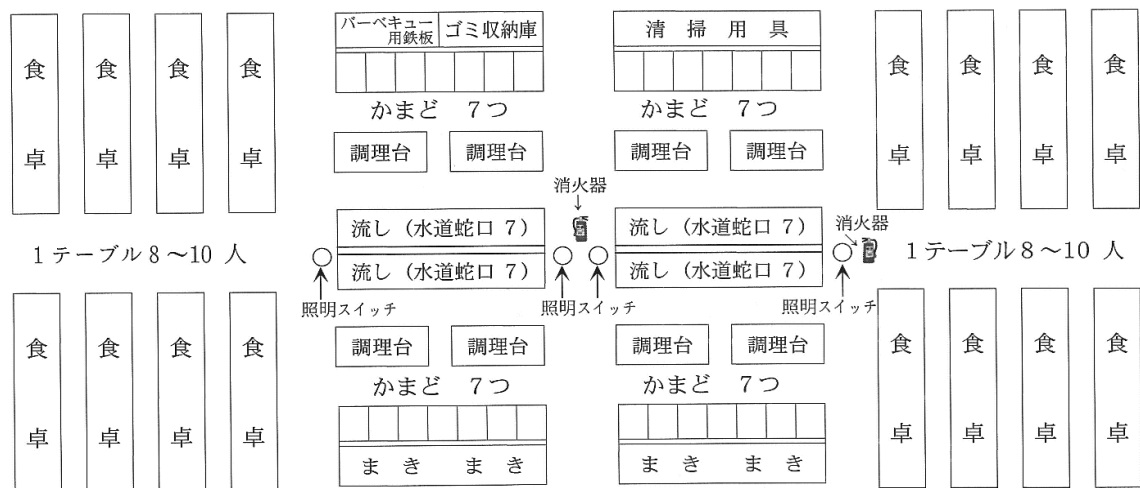 バーベキュー用鉄板
ゴミ収納庫
清掃用具
食卓 食卓 食卓 食卓
かまど 7つ
かまど 7つ
食卓 食卓 食卓 食卓
調理台 調理台
調理台 調理台
消火器
消火器
流し (水道蛇口 7)
流し (水道蛇口 7)
流し (水道蛇口 7)
流し (水道蛇口 7)
1テーブル8〜10 人
1テーブル8〜10 人
照明スイッチ
照明スイッチ
照明スイッチ
調理台 調理台
調理台 調理台
食卓 食卓 食卓 食卓
かまど 7つ
かまど 7つ
食卓 食卓 食卓 食卓
まき まき
まき まき